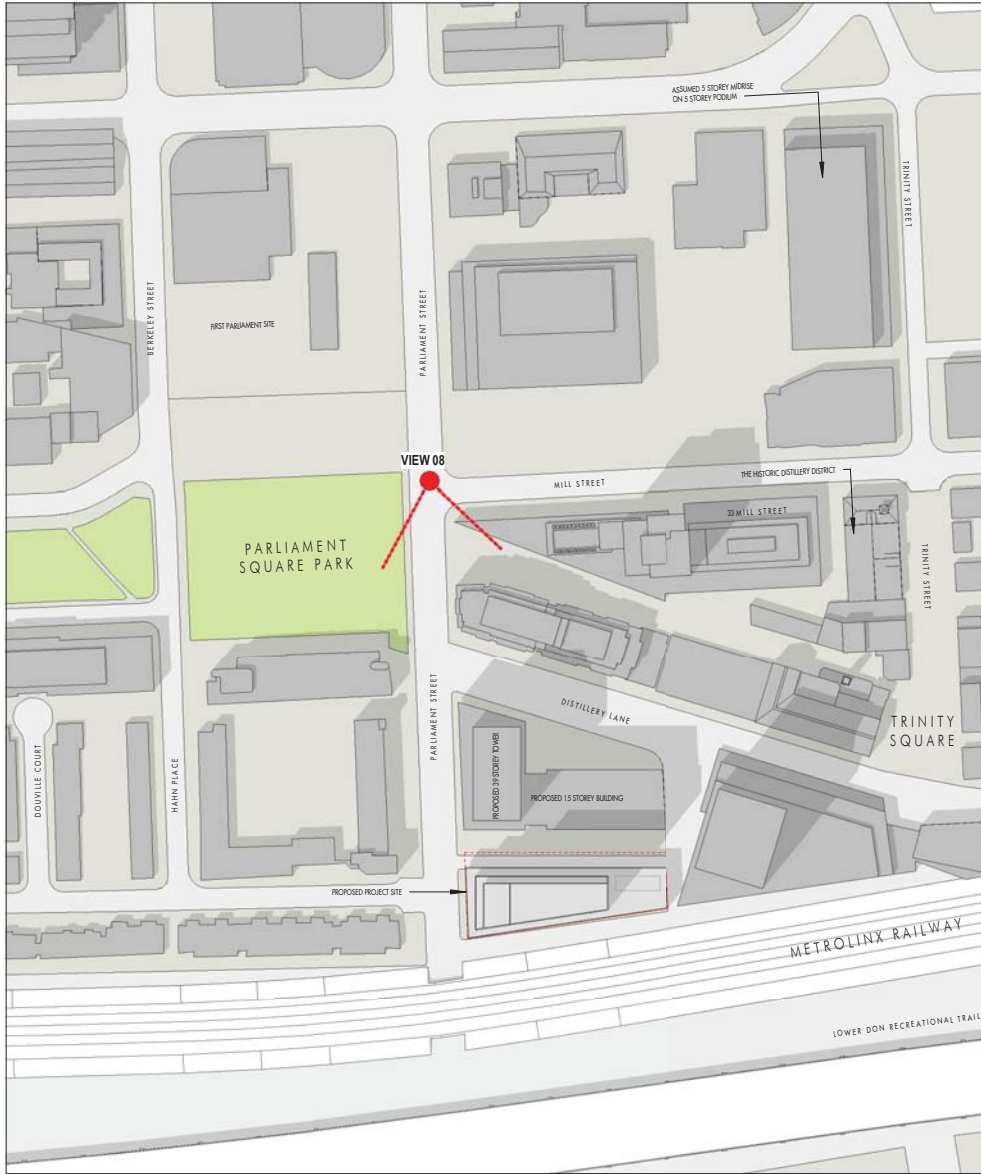 ASSUMED 5 STOREY MIDRISE
ON 5 STOREY PODIUM
TRINITY STREET
BERKELEY STREET
FIRST PARLIAMENT SITE
PARLIAMENT STREET
VIEW 08
MILL STREET
THE HISTORIC DISTILLERY DISTRICT
33 MILL STREET
PARLIAMENT
SQUARE PARK
TRINITY STREET
DISTILLERY LANE
TRINITY
SQUARE
PARLIAMENT STREET
DOUVILLE COURT
HAHN PLACE
PROPOSED 39 STOREY TOWER
PROPOSED 15 STOREY BUILDING
PROPOSED PROJECT SITE
METROLINX RAILWAY
LOWER DON RECREATIONAL TRAIL